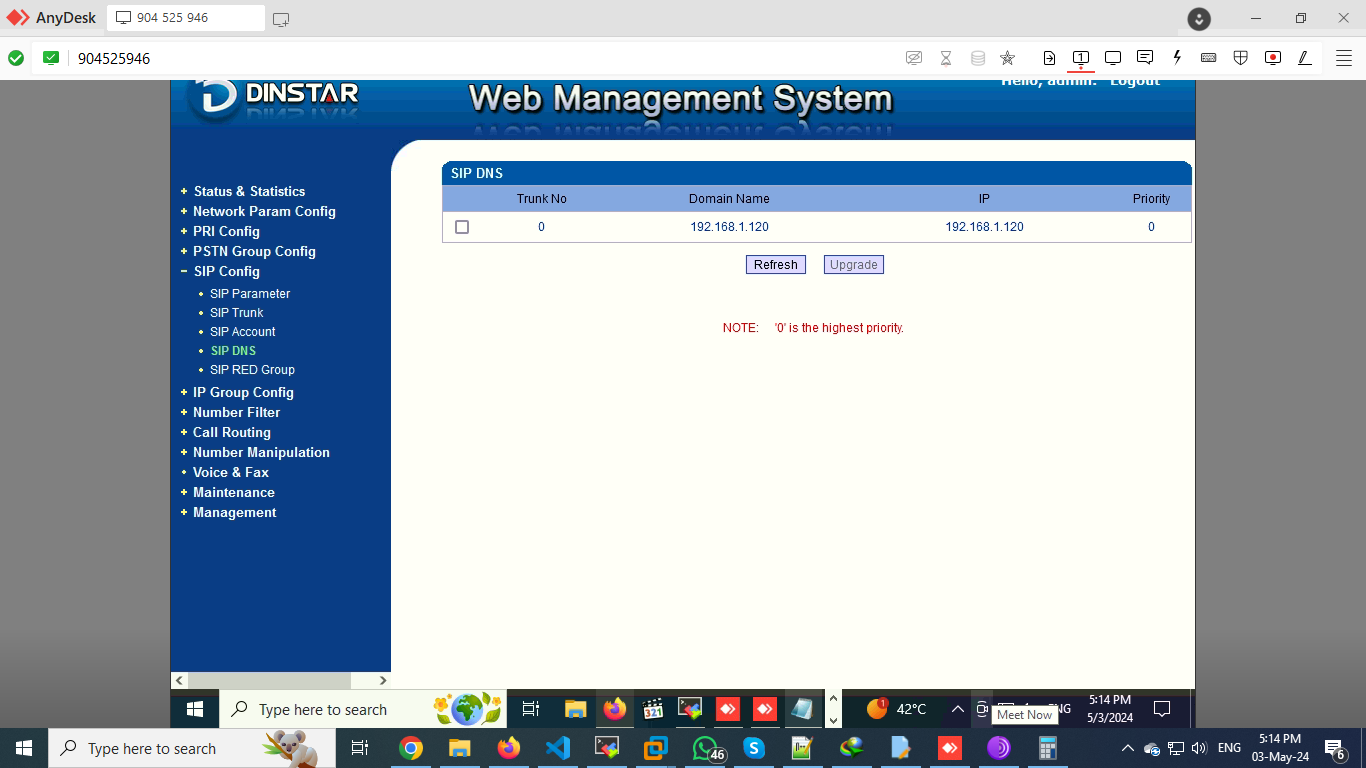 AnyDesk
904 525 946
904525946
DINSTAR
Web Management System
Hello, admin. Logout
+ Status & Statistics
+ Network Param Config
+ PRI Config
+ PSTN Group Config
− SIP Config
• SIP Parameter
• SIP Trunk
• SIP Account
• SIP DNS
• SIP RED Group
+ IP Group Config
+ Number Filter
+ Call Routing
+ Number Manipulation
• Voice & Fax
+ Maintenance
+ Management
SIP DNS
Trunk No Domain Name IP Priority
0 192.168.1.120 192.168.1.120 0
Refresh Upgrade
NOTE: '0' is the highest priority.
Type here to search
321
1
42°C
ENG
5:14 PM
5/3/2024
Meet Now
Type here to search
46
ENG
5:14 PM
03-May-24
6